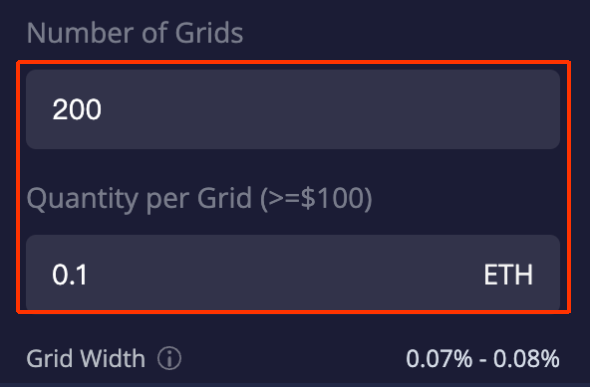 Number of Grids
200
Quantity per Grid (>=$100)
0.1 ETH
Grid Width ⓘ 0.07% - 0.08%